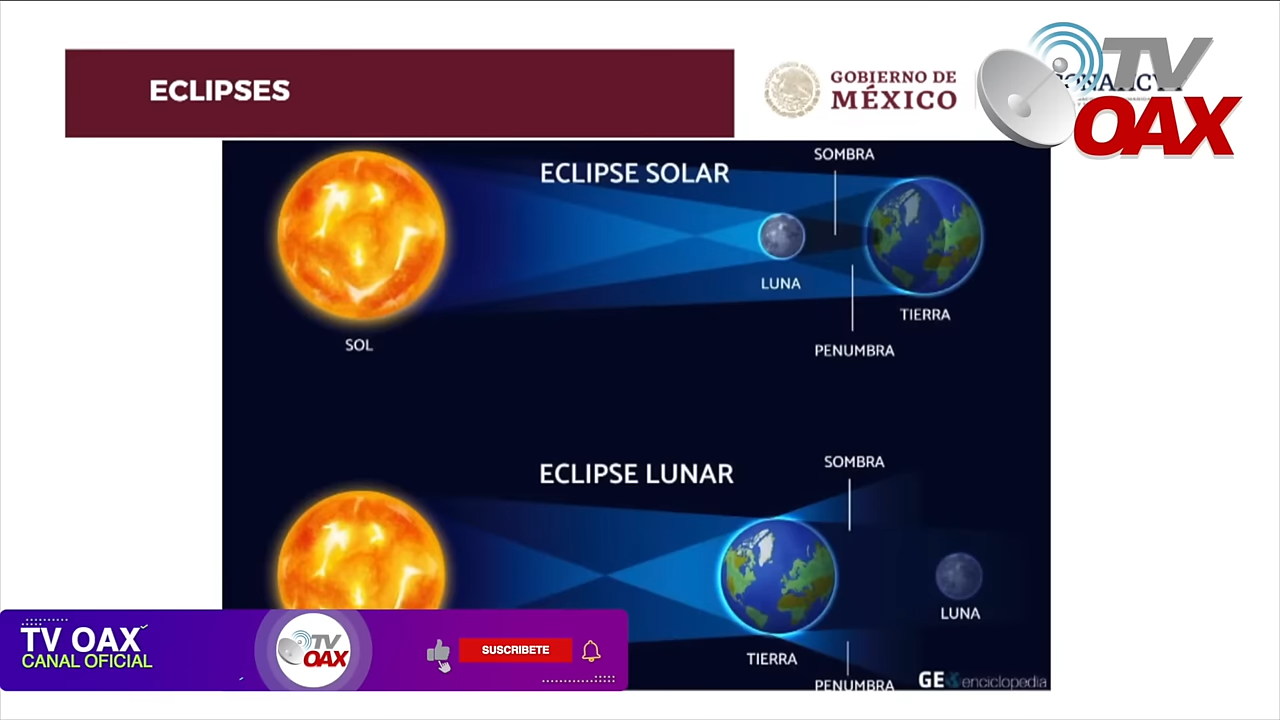 ECLIPSES
GOBIERNO DE
MÉXICO
TV
OAX
ECLIPSE SOLAR
SOMBRA
LUNA
TIERRA
SOL
PENUMBRA
ECLIPSE LUNAR
SOMBRA
LUNA
TIERRA
PENUMBRA
GEO enciclopedia
TV OAX
CANAL OFICIAL
TV
OAX
SUSCRIBETE